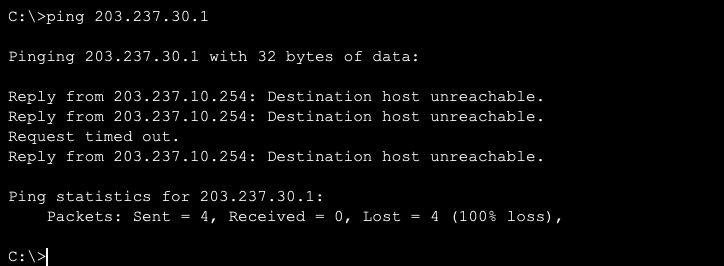 C:\>ping 203.237.30.1
Pinging 203.237.30.1 with 32 bytes of data:
Reply from 203.237.10.254: Destination host unreachable.
Reply from 203.237.10.254: Destination host unreachable.
Request timed out.
Reply from 203.237.10.254: Destination host unreachable.
Ping statistics for 203.237.30.1:
    Packets: Sent = 4, Received = 0, Lost = 4 (100% loss),
C:\>